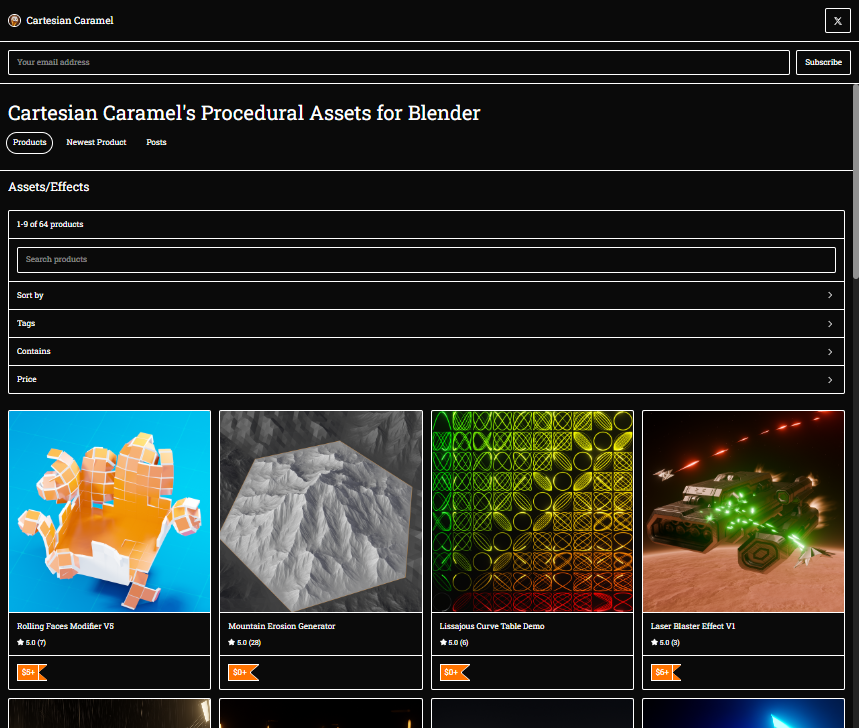 Cartesian Caramel
Your email address
Subscribe
Cartesian Caramel's Procedural Assets for Blender
Products Newest Product Posts
Assets/Effects
1-9 of 64 products
Search products
Sort by
Tags
Contains
Price
Rolling Faces Modifier V5
5.0 (7)
$6+
Mountain Erosion Generator
5.0 (28)
$0+
Lissajous Curve Table Demo
5.0 (6)
$0+
Laser Blaster Effect V1
5.0 (3)
$6+